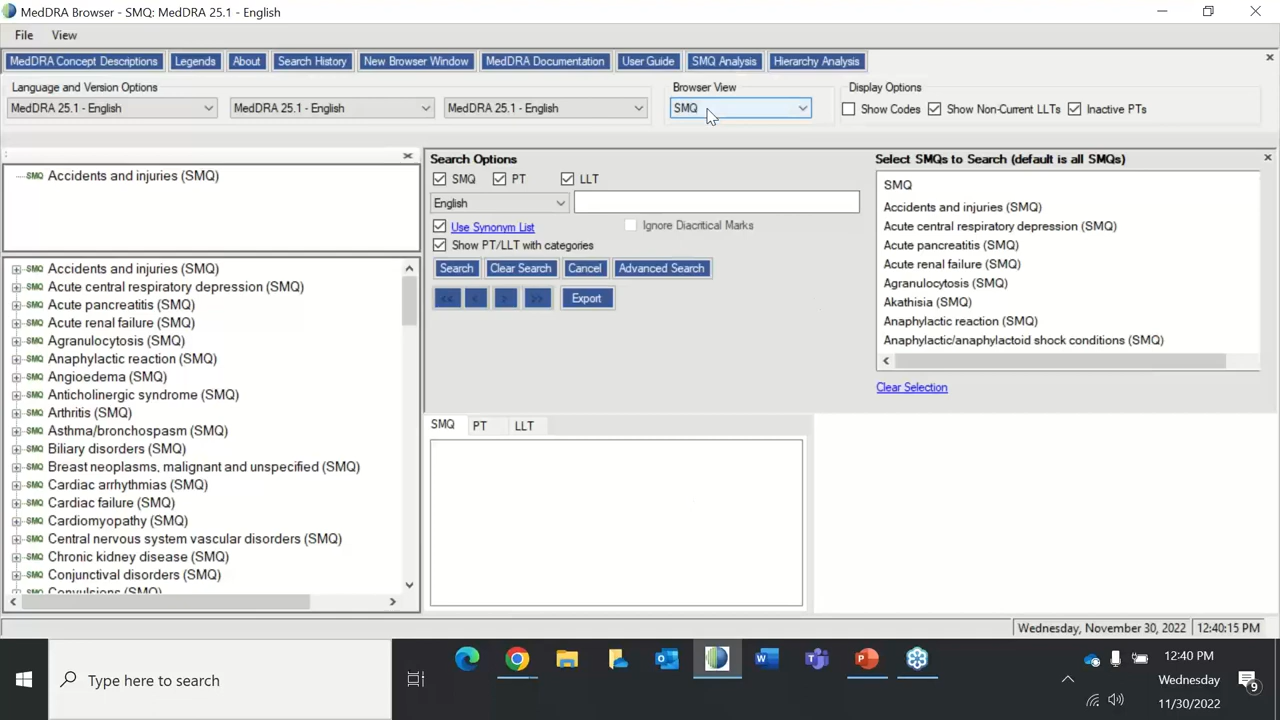 MedDRA Browser - SMQ: MedDRA 25.1 - English
File View
MedDRA Concept Descriptions Legends About Search History New Browser Window MedDRA Documentation User Guide SMQ Analysis Hierarchy Analysis
Language and Version Options Browser View Display Options
MedDRA 25.1 - English MedDRA 25.1 - English MedDRA 25.1 - English SMQ Show Codes Show Non-Current LLTs Inactive PTs
SMQ Accidents and injuries (SMQ)
SMQ Accidents and injuries (SMQ)
SMQ Acute central respiratory depression (SMQ)
SMQ Acute pancreatitis (SMQ)
SMQ Acute renal failure (SMQ)
SMQ Agranulocytosis (SMQ)
SMQ Anaphylactic reaction (SMQ)
SMQ Angioedema (SMQ)
SMQ Anticholinergic syndrome (SMQ)
SMQ Arthritis (SMQ)
SMQ Asthma/bronchospasm (SMQ)
SMQ Biliary disorders (SMQ)
SMQ Breast neoplasms, malignant and unspecified (SMQ)
SMQ Cardiac arrhythmias (SMQ)
SMQ Cardiac failure (SMQ)
SMQ Cardiomyopathy (SMQ)
SMQ Central nervous system vascular disorders (SMQ)
SMQ Chronic kidney disease (SMQ)
SMQ Conjunctival disorders (SMQ)
SMQ Convulsions (SMQ)
Search Options
SMQ PT LLT
English
Use Synonym List Ignore Diacritical Marks
Show PT/LLT with categories
Search Clear Search Cancel Advanced Search
<< < > >> Export
SMQ PT LLT
Select SMQs to Search (default is all SMQs)
SMQ
Accidents and injuries (SMQ)
Acute central respiratory depression (SMQ)
Acute pancreatitis (SMQ)
Acute renal failure (SMQ)
Agranulocytosis (SMQ)
Akathisia (SMQ)
Anaphylactic reaction (SMQ)
Anaphylactic/anaphylactoid shock conditions (SMQ)
Clear Selection
Wednesday, November 30, 2022 12:40:15 PM
Type here to search
12:40 PM
Wednesday
11/30/2022
9